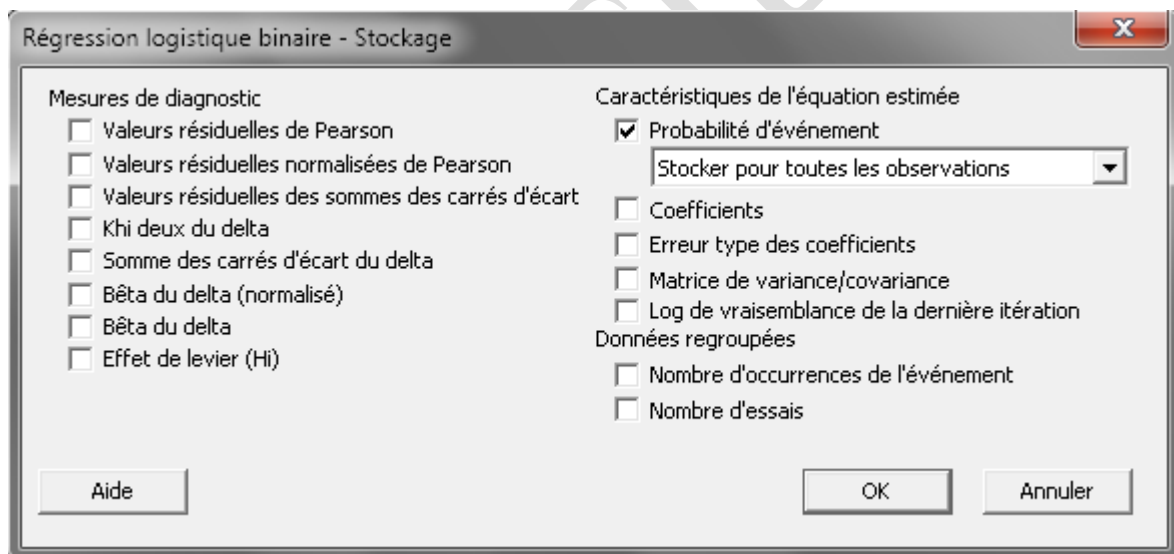 Régression logistique binaire - Stockage
Mesures de diagnostic
Valeurs résiduelles de Pearson
Valeurs résiduelles normalisées de Pearson
Valeurs résiduelles des sommes des carrés d'écart
Khi deux du delta
Somme des carrés d'écart du delta
Bêta du delta (normalisé)
Bêta du delta
Effet de levier (Hi)
Caractéristiques de l'équation estimée
Probabilité d'événement
Stocker pour toutes les observations
Coefficients
Erreur type des coefficients
Matrice de variance/covariance
Log de vraisemblance de la dernière itération
Données regroupées
Nombre d'occurrences de l'événement
Nombre d'essais
Aide
OK
Annuler